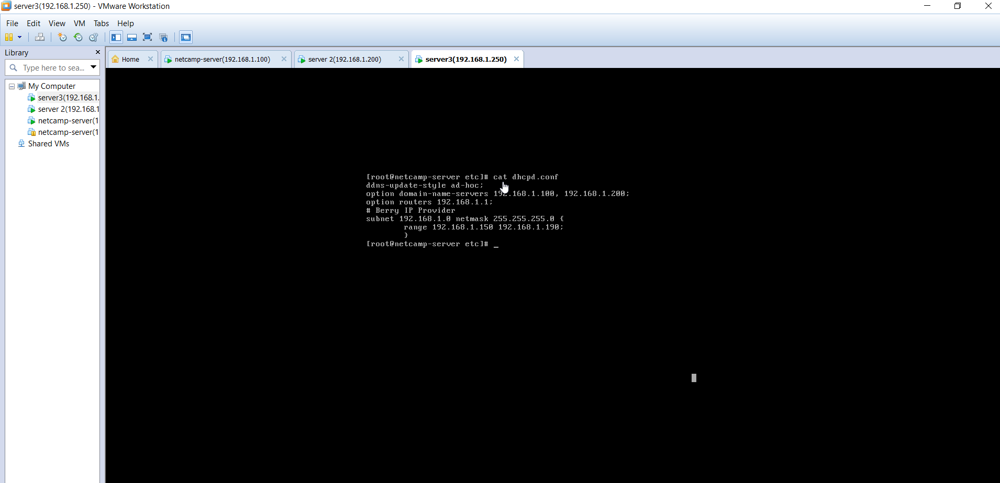 server3(192.168.1.250) - VMware Workstation
File Edit View VM Tabs Help
Library
Type here to sea...
My Computer
server3(192.168.1.
server 2(192.168.1
netcamp-server(1
netcamp-server(1
Shared VMs
Home
netcamp-server(192.168.1.100)
server 2(192.168.1.200)
server3(192.168.1.250)
[root@netcamp-server etc]# cat dhcpd.conf
ddns-update-style ad-hoc;
option domain-name-servers 192.168.1.100, 192.168.1.200;
option routers 192.168.1.1;
# Berry IP Provider
subnet 192.168.1.0 netmask 255.255.255.0 {
range 192.168.1.150 192.168.1.190;
}
[root@netcamp-server etc]# _